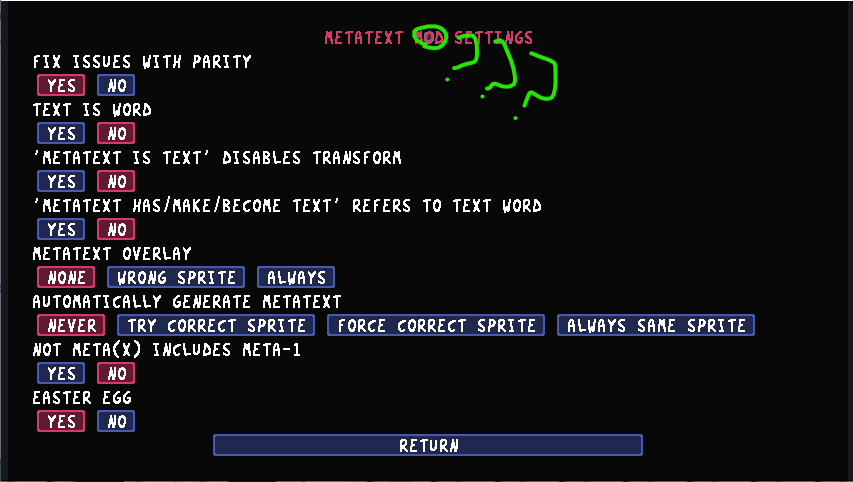 METATEXT MOD SETTINGS
???
FIX ISSUES WITH PARITY
YES NO
TEXT IS WORD
YES NO
'METATEXT IS TEXT' DISABLES TRANSFORM
YES NO
'METATEXT HAS/MAKE/BECOME TEXT' REFERS TO TEXT WORD
YES NO
METATEXT OVERLAY
NONE WRONG SPRITE ALWAYS
AUTOMATICALLY GENERATE METATEXT
NEVER TRY CORRECT SPRITE FORCE CORRECT SPRITE ALWAYS SAME SPRITE
NOT META(X) INCLUDES META-1
YES NO
EASTER EGG
YES NO
RETURN